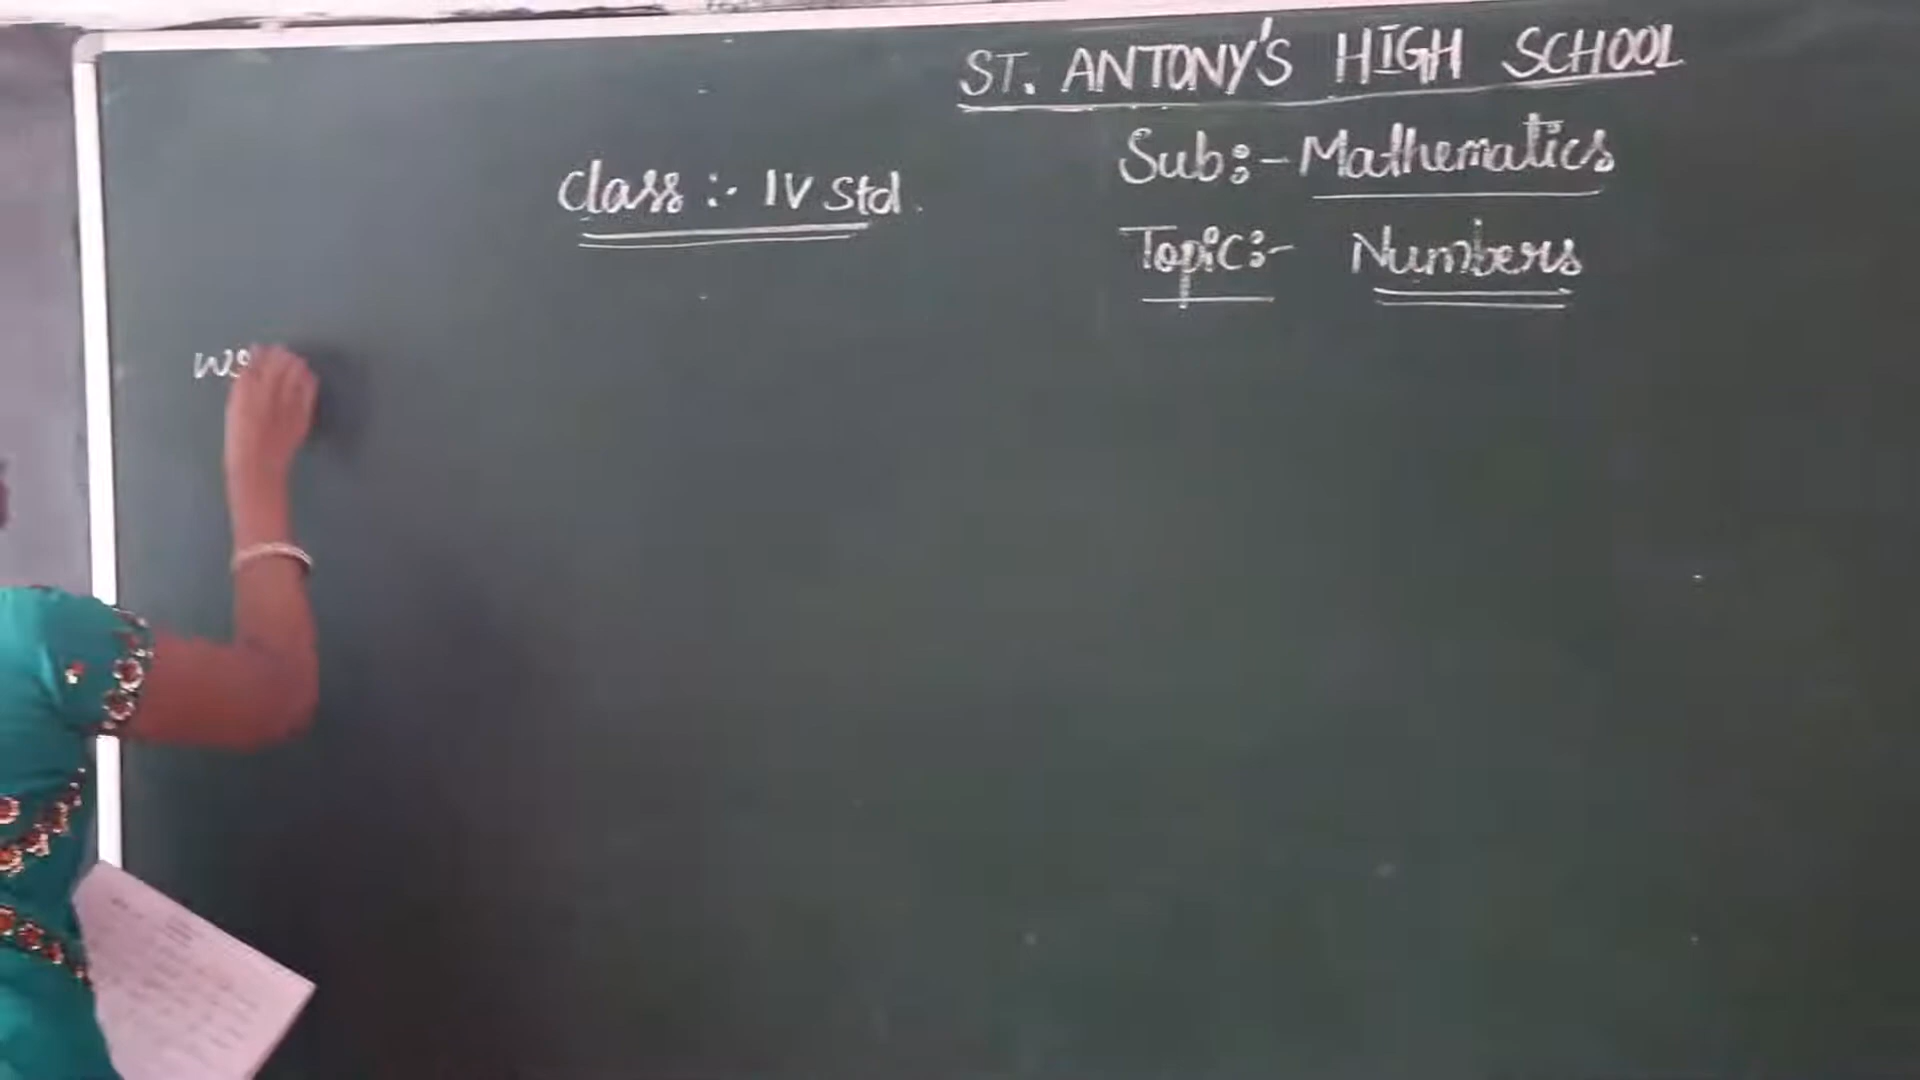 ST. ANTONY'S HIGH SCHOOL
Sub:- Mathematics
Class :- IV Std.
Topic:- Numbers